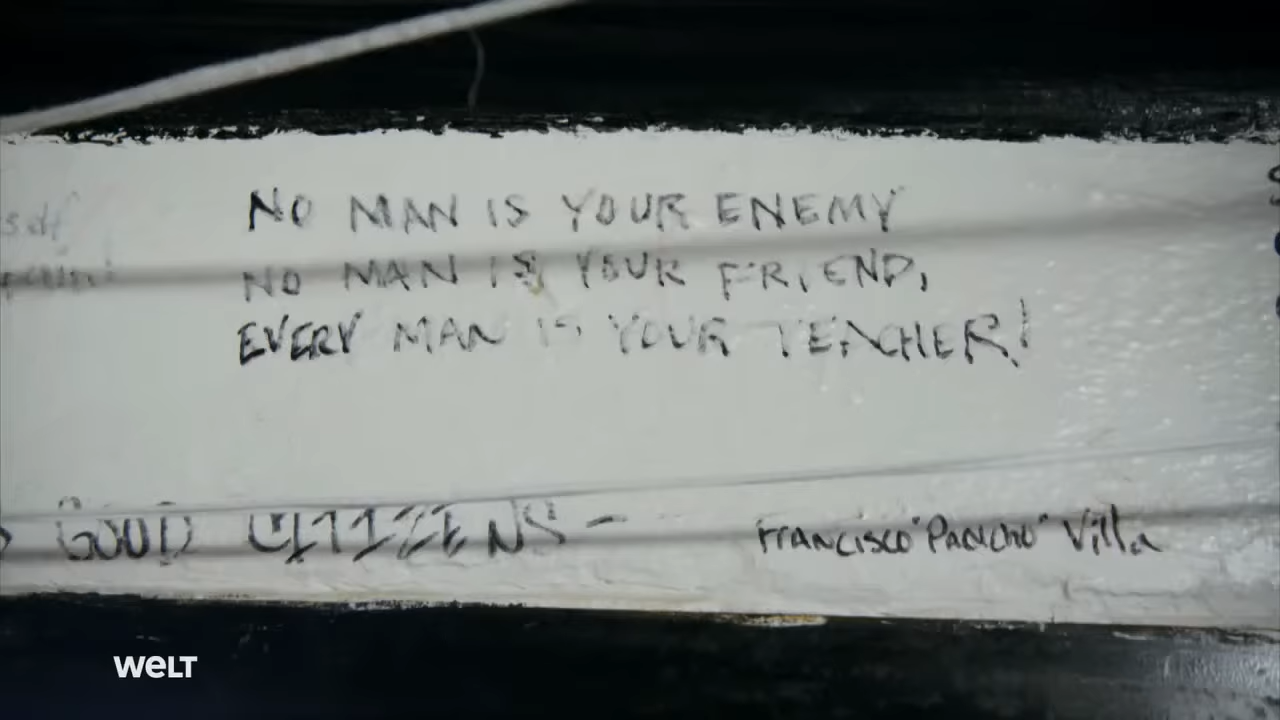 NO MAN IS YOUR ENEMY
NO MAN IS YOUR FRIEND,
EVERY MAN IS YOUR TEACHER!
GOOD CITIZENS - Francisco "Pancho" Villa
WELT